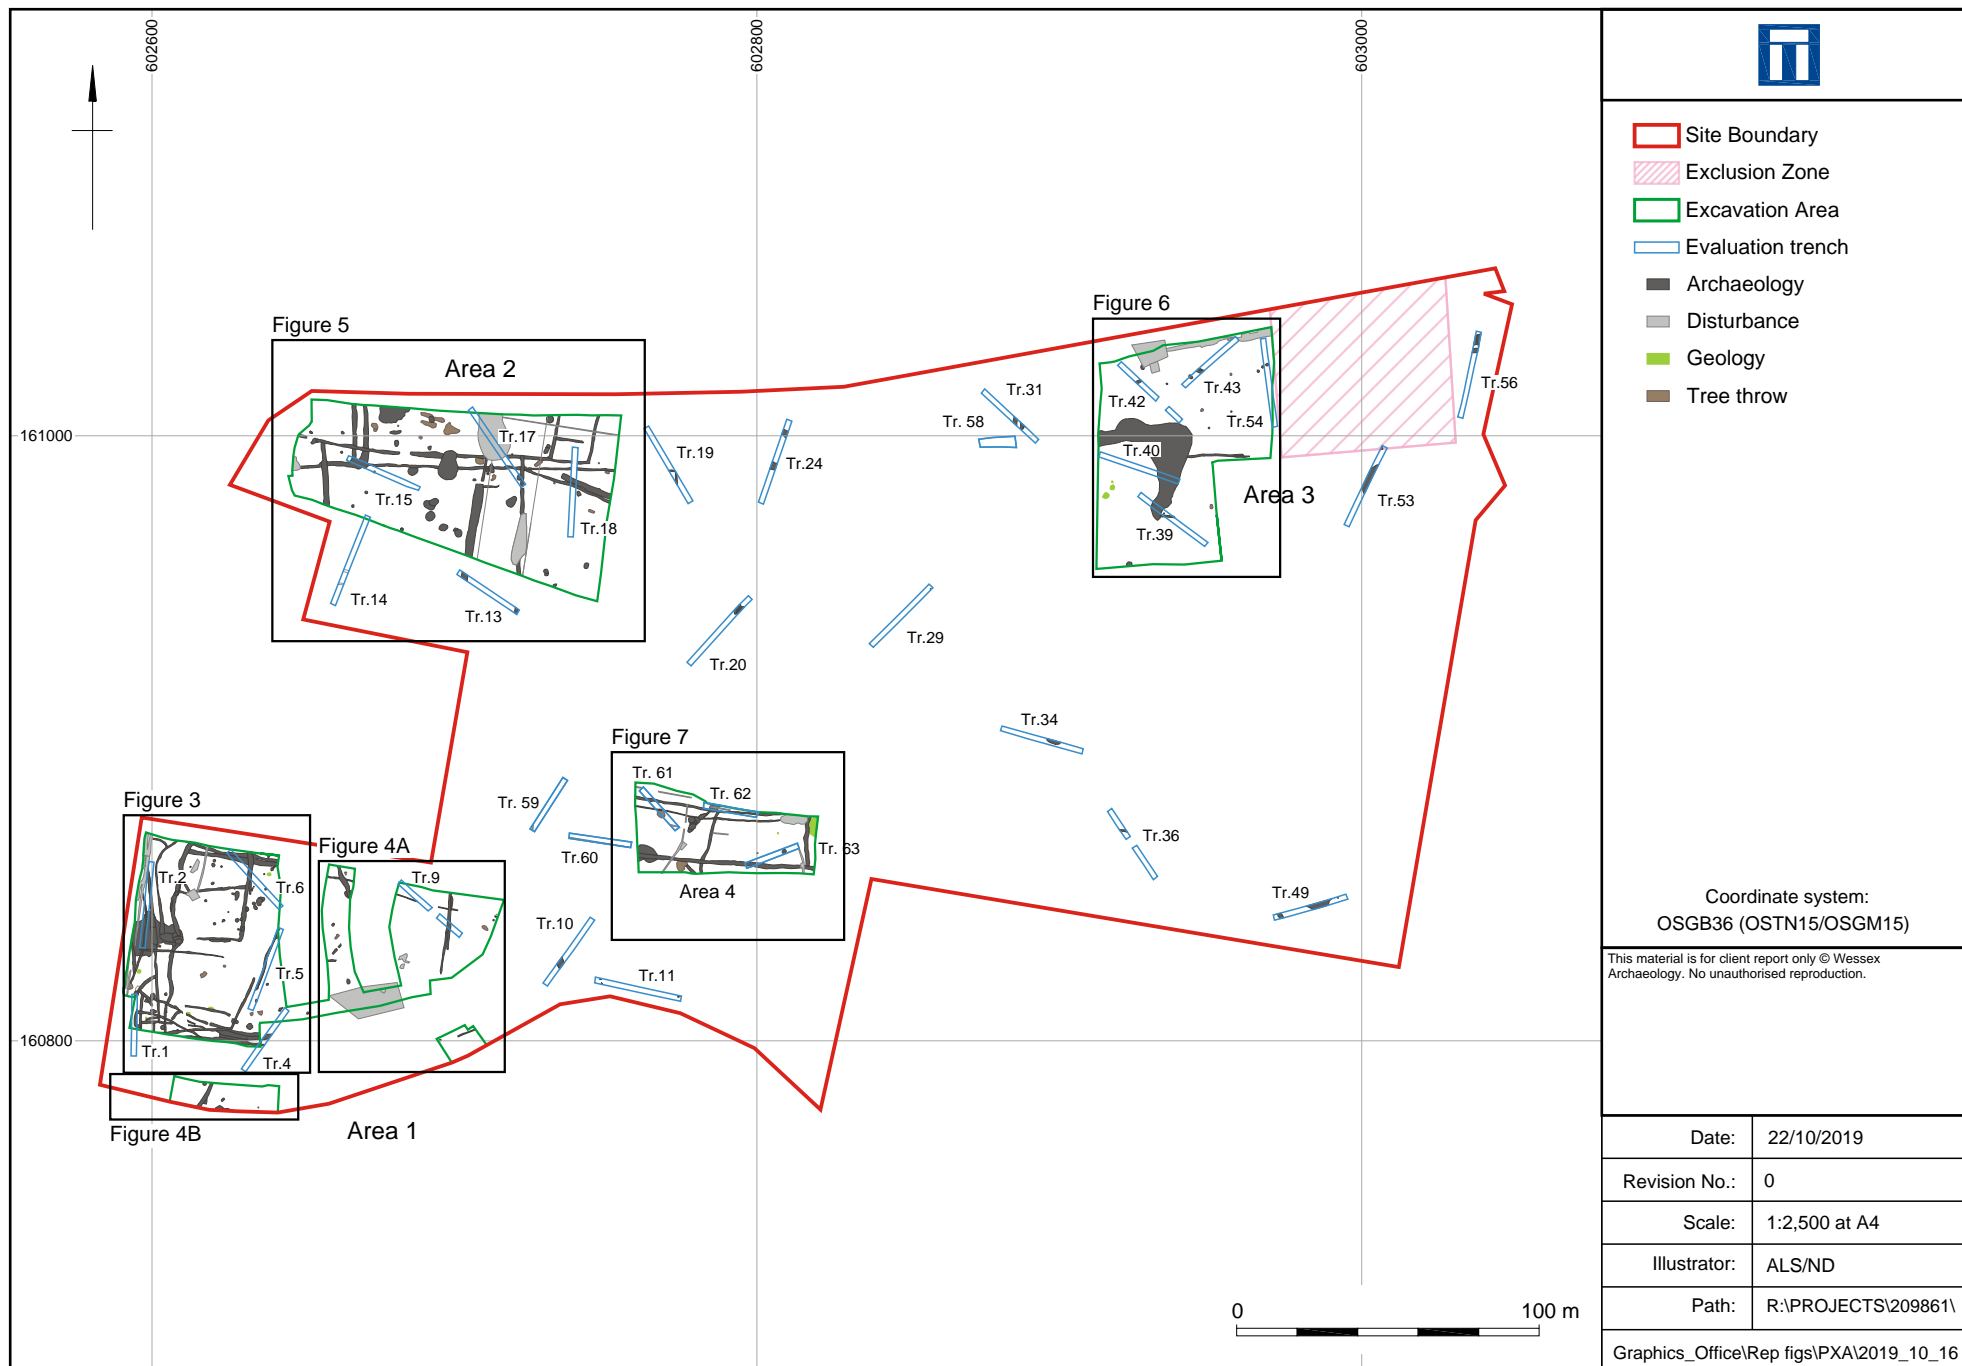 602600
602800
603000
161000
160800
Figure 5
Area 2
Tr.17
Tr.15
Tr.18
Tr.14
Tr.13
Tr.19
Tr.24
Tr.20
Tr.29
Tr.31
Tr. 58
Figure 6
Tr.43
Tr.42
Tr.54
Tr.40
Area 3
Tr.39
Tr.56
Tr.53
Tr.34
Tr.36
Tr.49
Figure 7
Tr. 61
Tr. 62
Tr. 63
Area 4
Tr. 59
Tr.60
Tr.10
Tr.11
Figure 3
Tr.2
Tr.6
Tr.5
Tr.1
Tr.4
Figure 4A
Tr.9
Figure 4B
Area 1
0 100 m
Site Boundary
Exclusion Zone
Excavation Area
Evaluation trench
Archaeology
Disturbance
Geology
Tree throw
Coordinate system:
OSGB36 (OSTN15/OSGM15)
This material is for client report only © Wessex
Archaeology. No unauthorised reproduction.
Date: 22/10/2019
Revision No.: 0
Scale: 1:2,500 at A4
Illustrator: ALS/ND
Path: R:\PROJECTS\209861\
Graphics_Office\Rep figs\PXA\2019_10_16